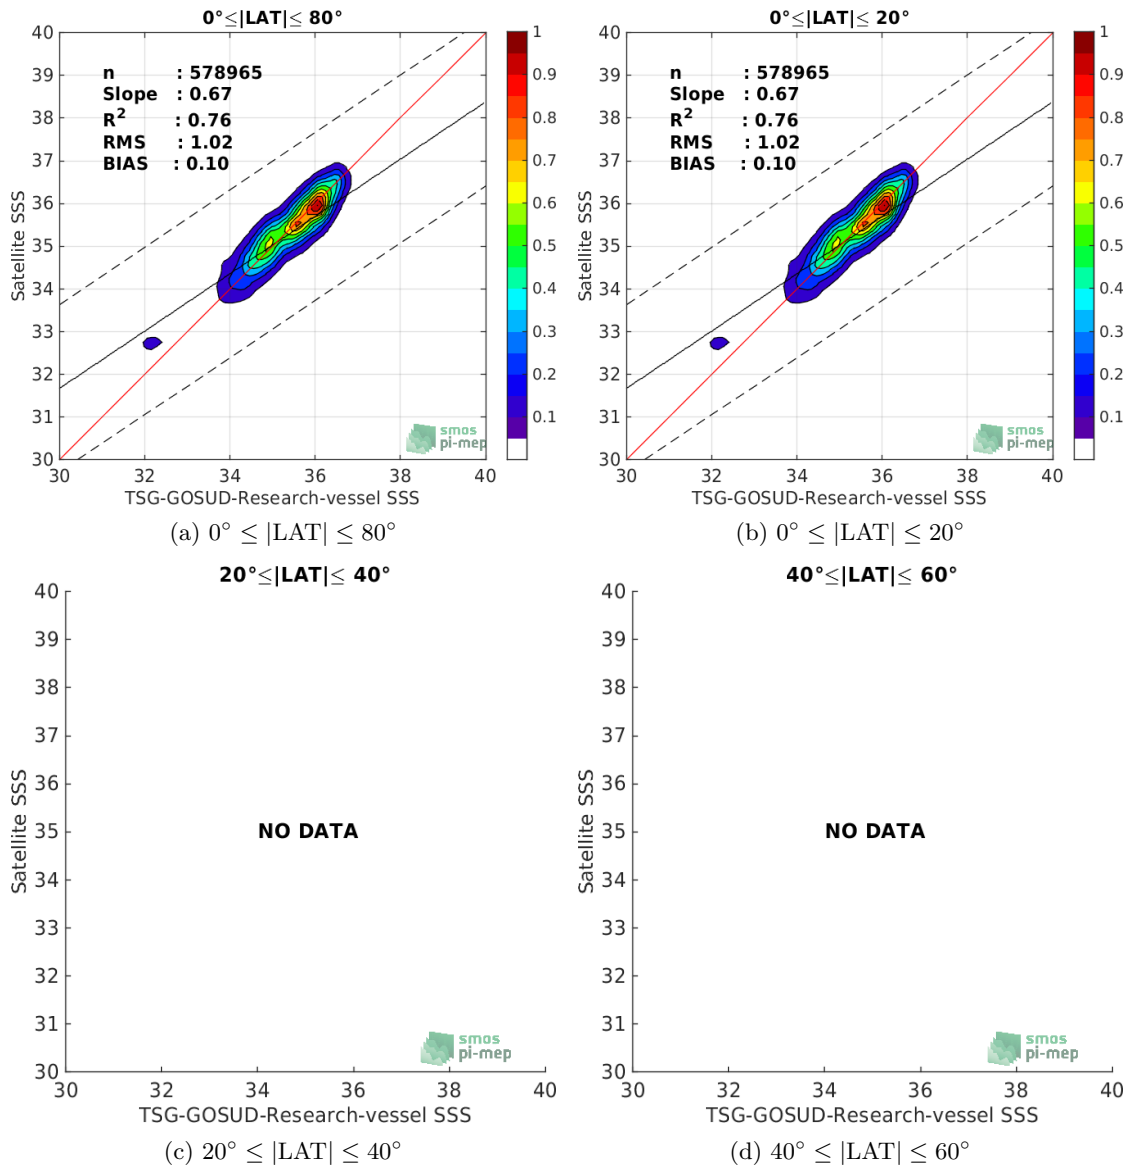 0°≤|LAT|≤ 80°
40
39
38
37
36
35
34
33
32
31
30
Satellite SSS
n : 578965
Slope : 0.67
R² : 0.76
RMS : 1.02
BIAS : 0.10
smos
pi-mep
30 32 34 36 38 40
TSG-GOSUD-Research-vessel SSS
1
0.9
0.8
0.7
0.6
0.5
0.4
0.3
0.2
0.1
(a) 0° ≤ |LAT| ≤ 80°
0°≤|LAT|≤ 20°
40
39
38
37
36
35
34
33
32
31
30
Satellite SSS
n : 578965
Slope : 0.67
R² : 0.76
RMS : 1.02
BIAS : 0.10
smos
pi-mep
30 32 34 36 38 40
TSG-GOSUD-Research-vessel SSS
1
0.9
0.8
0.7
0.6
0.5
0.4
0.3
0.2
0.1
(b) 0° ≤ |LAT| ≤ 20°
20°≤|LAT|≤ 40°
40
39
38
37
36
35
34
33
32
31
30
Satellite SSS
NO DATA
smos
pi-mep
30 32 34 36 38 40
TSG-GOSUD-Research-vessel SSS
(c) 20° ≤ |LAT| ≤ 40°
40°≤|LAT|≤ 60°
40
39
38
37
36
35
34
33
32
31
30
Satellite SSS
NO DATA
smos
pi-mep
30 32 34 36 38 40
TSG-GOSUD-Research-vessel SSS
(d) 40° ≤ |LAT| ≤ 60°